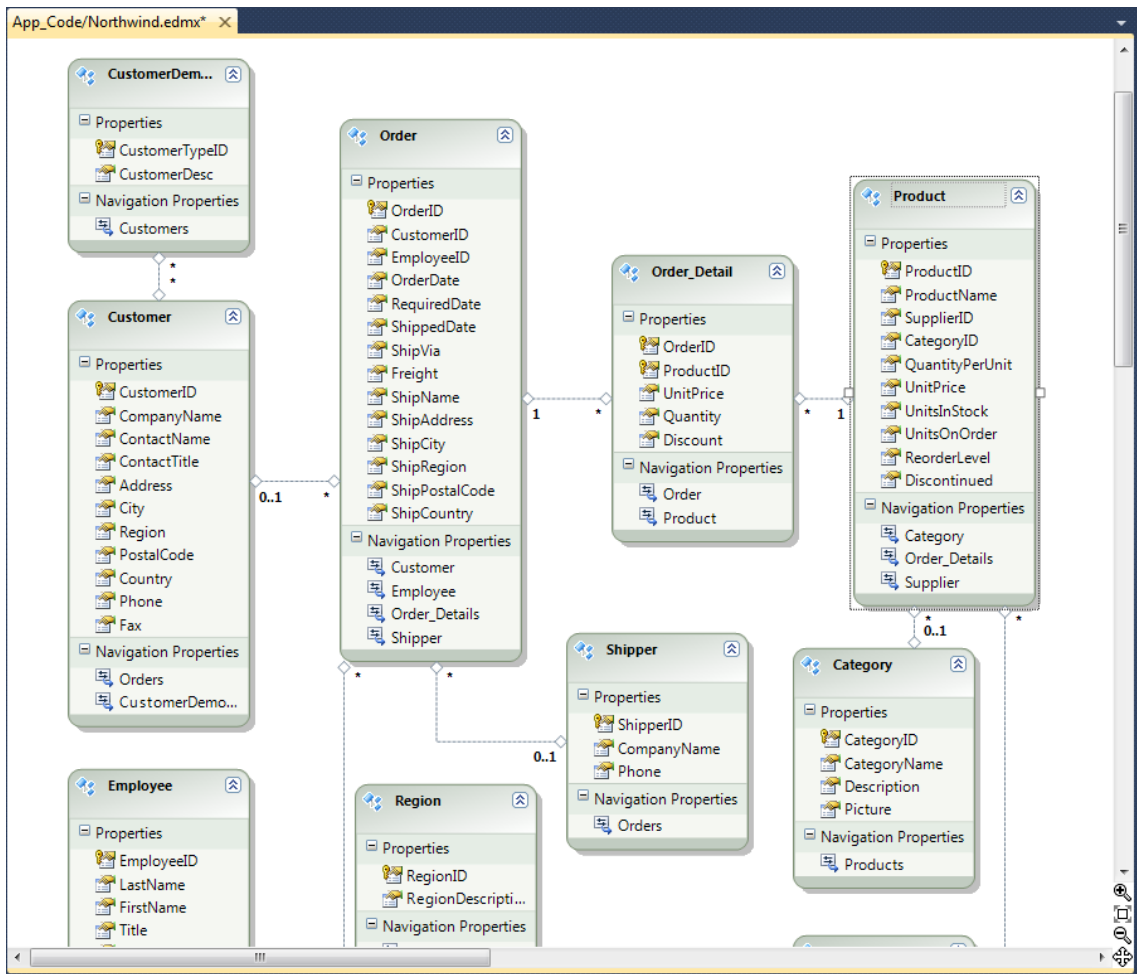 App_Code/Northwind.edmx*
CustomerDem...
Properties
CustomerTypeID
CustomerDesc
Navigation Properties
Customers
*
*
Customer
Properties
CustomerID
CompanyName
ContactName
ContactTitle
Address
City
Region
PostalCode
Country
Phone
Fax
Navigation Properties
Orders
CustomerDemo...
0..1
*
Order
Properties
OrderID
CustomerID
EmployeeID
OrderDate
RequiredDate
ShippedDate
ShipVia
Freight
ShipName
ShipAddress
ShipCity
ShipRegion
ShipPostalCode
ShipCountry
Navigation Properties
Customer
Employee
Order_Details
Shipper
1
*
Order_Detail
Properties
OrderID
ProductID
UnitPrice
Quantity
Discount
Navigation Properties
Order
Product
*
1
Product
Properties
ProductID
ProductName
SupplierID
CategoryID
QuantityPerUnit
UnitPrice
UnitsInStock
UnitsOnOrder
ReorderLevel
Discontinued
Navigation Properties
Category
Order_Details
Supplier
*
0..1
*
*
*
0..1
Shipper
Properties
ShipperID
CompanyName
Phone
Navigation Properties
Orders
Category
Properties
CategoryID
CategoryName
Description
Picture
Navigation Properties
Products
Employee
Properties
EmployeeID
LastName
FirstName
Title
Region
Properties
RegionID
RegionDescripti...
Navigation Properties